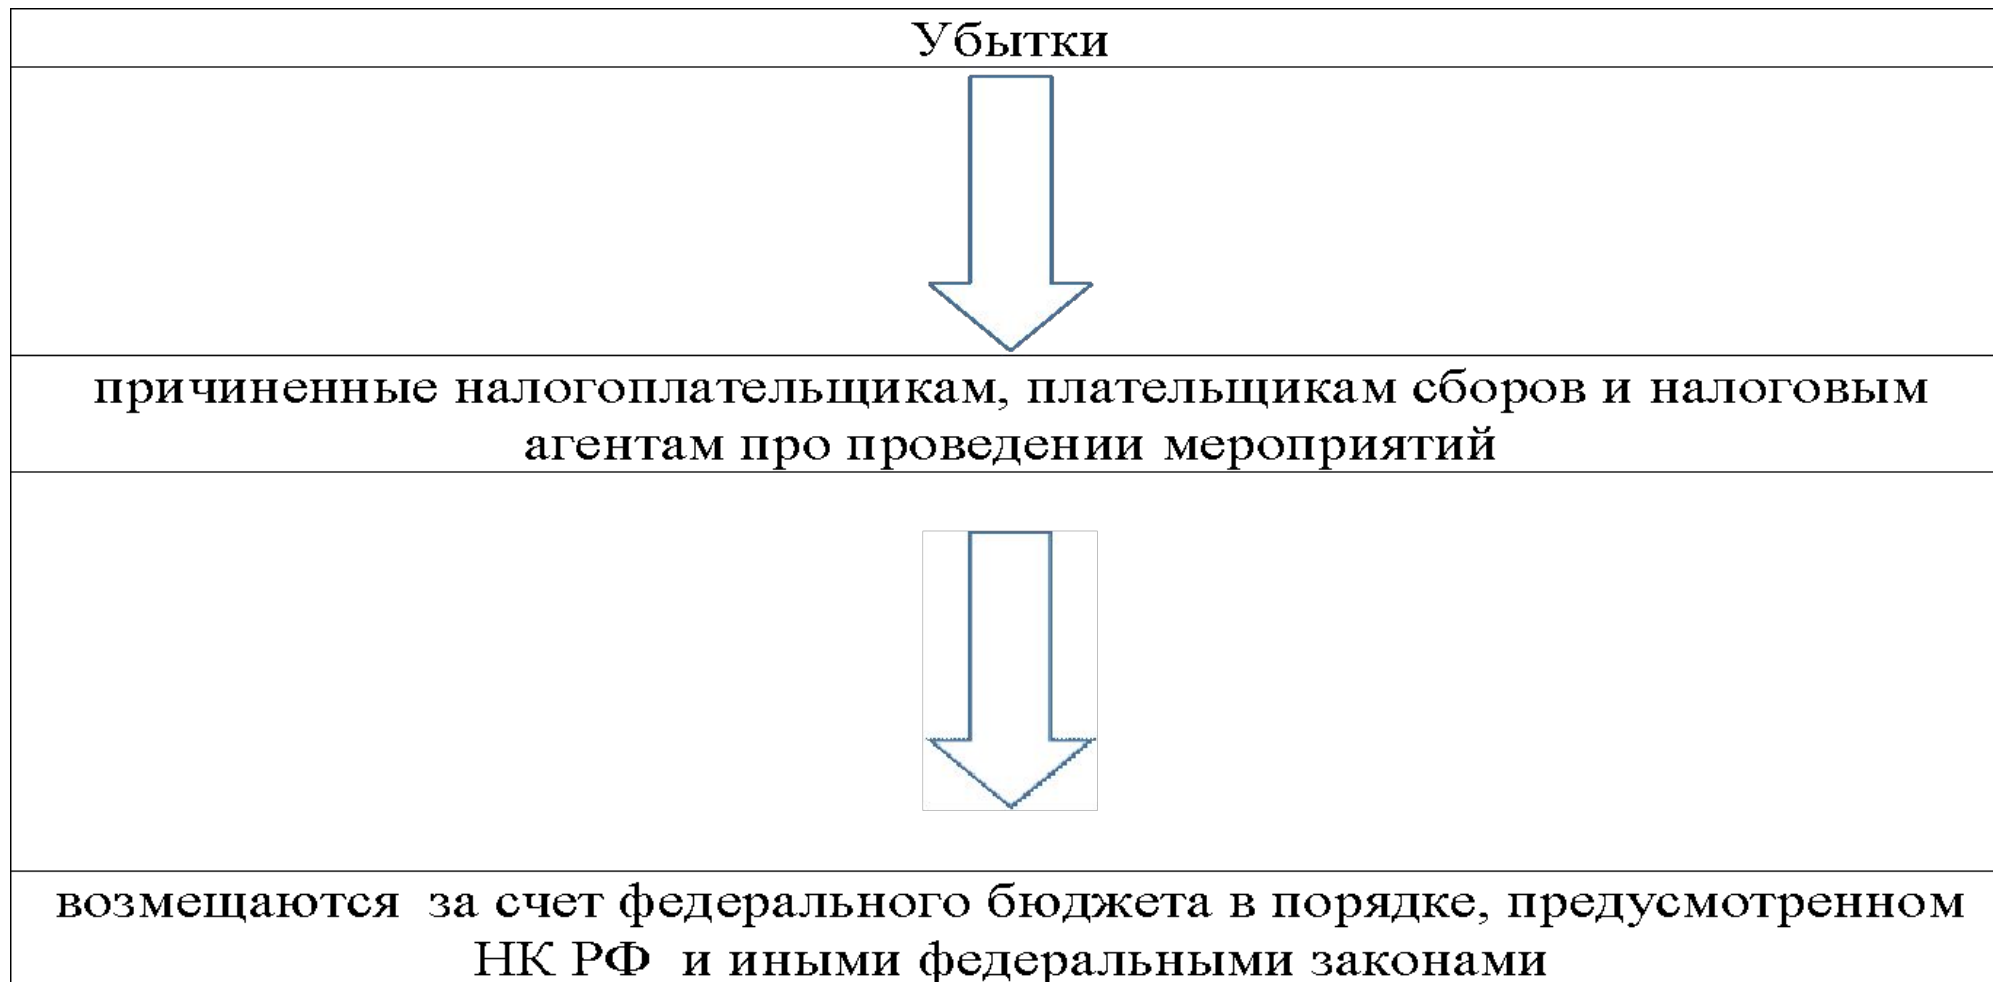 Убытки
причиненные налогоплательщикам, плательщикам сборов и налоговым
агентам про проведении мероприятий
возмещаются  за счет федерального бюджета в порядке, предусмотренном
НК РФ  и иными федеральными законами